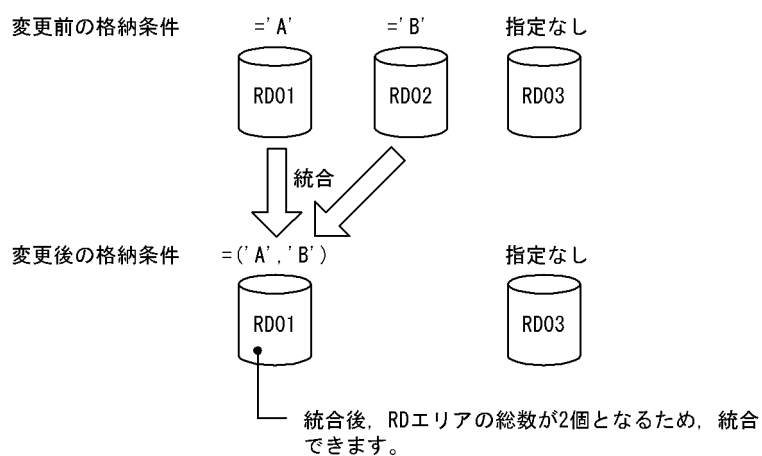 変更前の格納条件 ='A' ='B' 指定なし
RD01 RD02 RD03
統合
変更後の格納条件 =('A','B') 指定なし
RD01 RD03
統合後，RDエリアの総数が2個となるため，統合
できます。